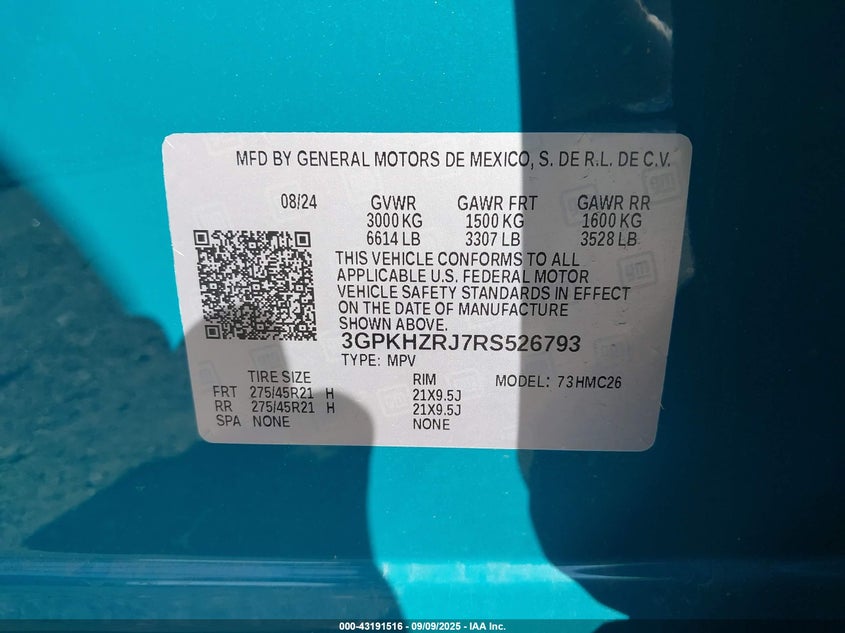 MFD BY GENERAL MOTORS DE MEXICO, S. DE R.L. DE C.V.
08/24 GVWR GAWR FRT GAWR RR
3000 KG 1500 KG 1600 KG
6614 LB 3307 LB 3528 LB
THIS VEHICLE CONFORMS TO ALL
APPLICABLE U.S. FEDERAL MOTOR
VEHICLE SAFETY STANDARDS IN EFFECT
ON THE DATE OF MANUFACTURE
SHOWN ABOVE.
3GPKHZRJ7RS526793
TYPE: MPV
TIRE SIZE RIM MODEL: 73HMC26
FRT 275/45R21 H 21X9.5J
RR 275/45R21 H 21X9.5J
SPA NONE NONE
000-43191516 - 09/09/2025 - IAA Inc.